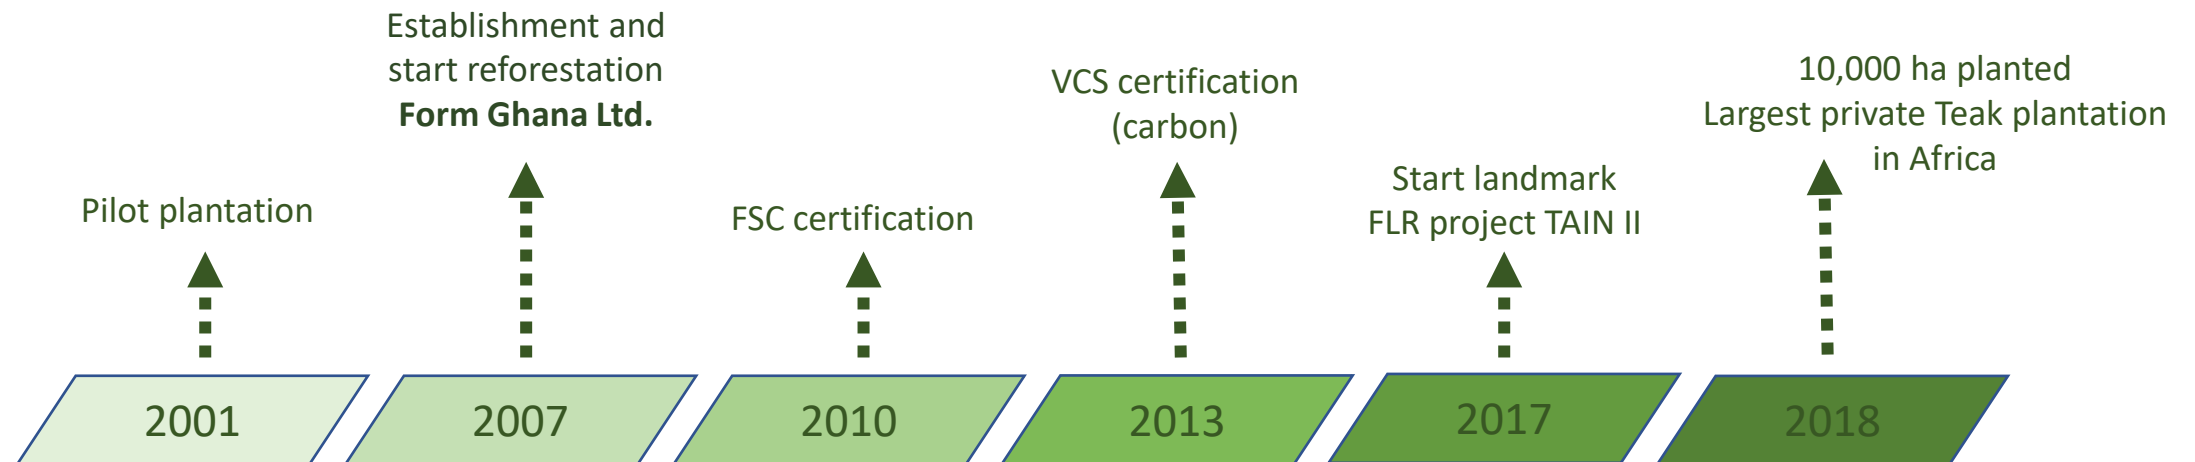 Pilot plantation
Establishment and
start reforestation
Form Ghana Ltd.
FSC certification
VCS certification
(carbon)
Start landmark
FLR project TAIN II
10,000 ha planted
Largest private Teak plantation
in Africa
2001
2007
2010
2013
2017
2018